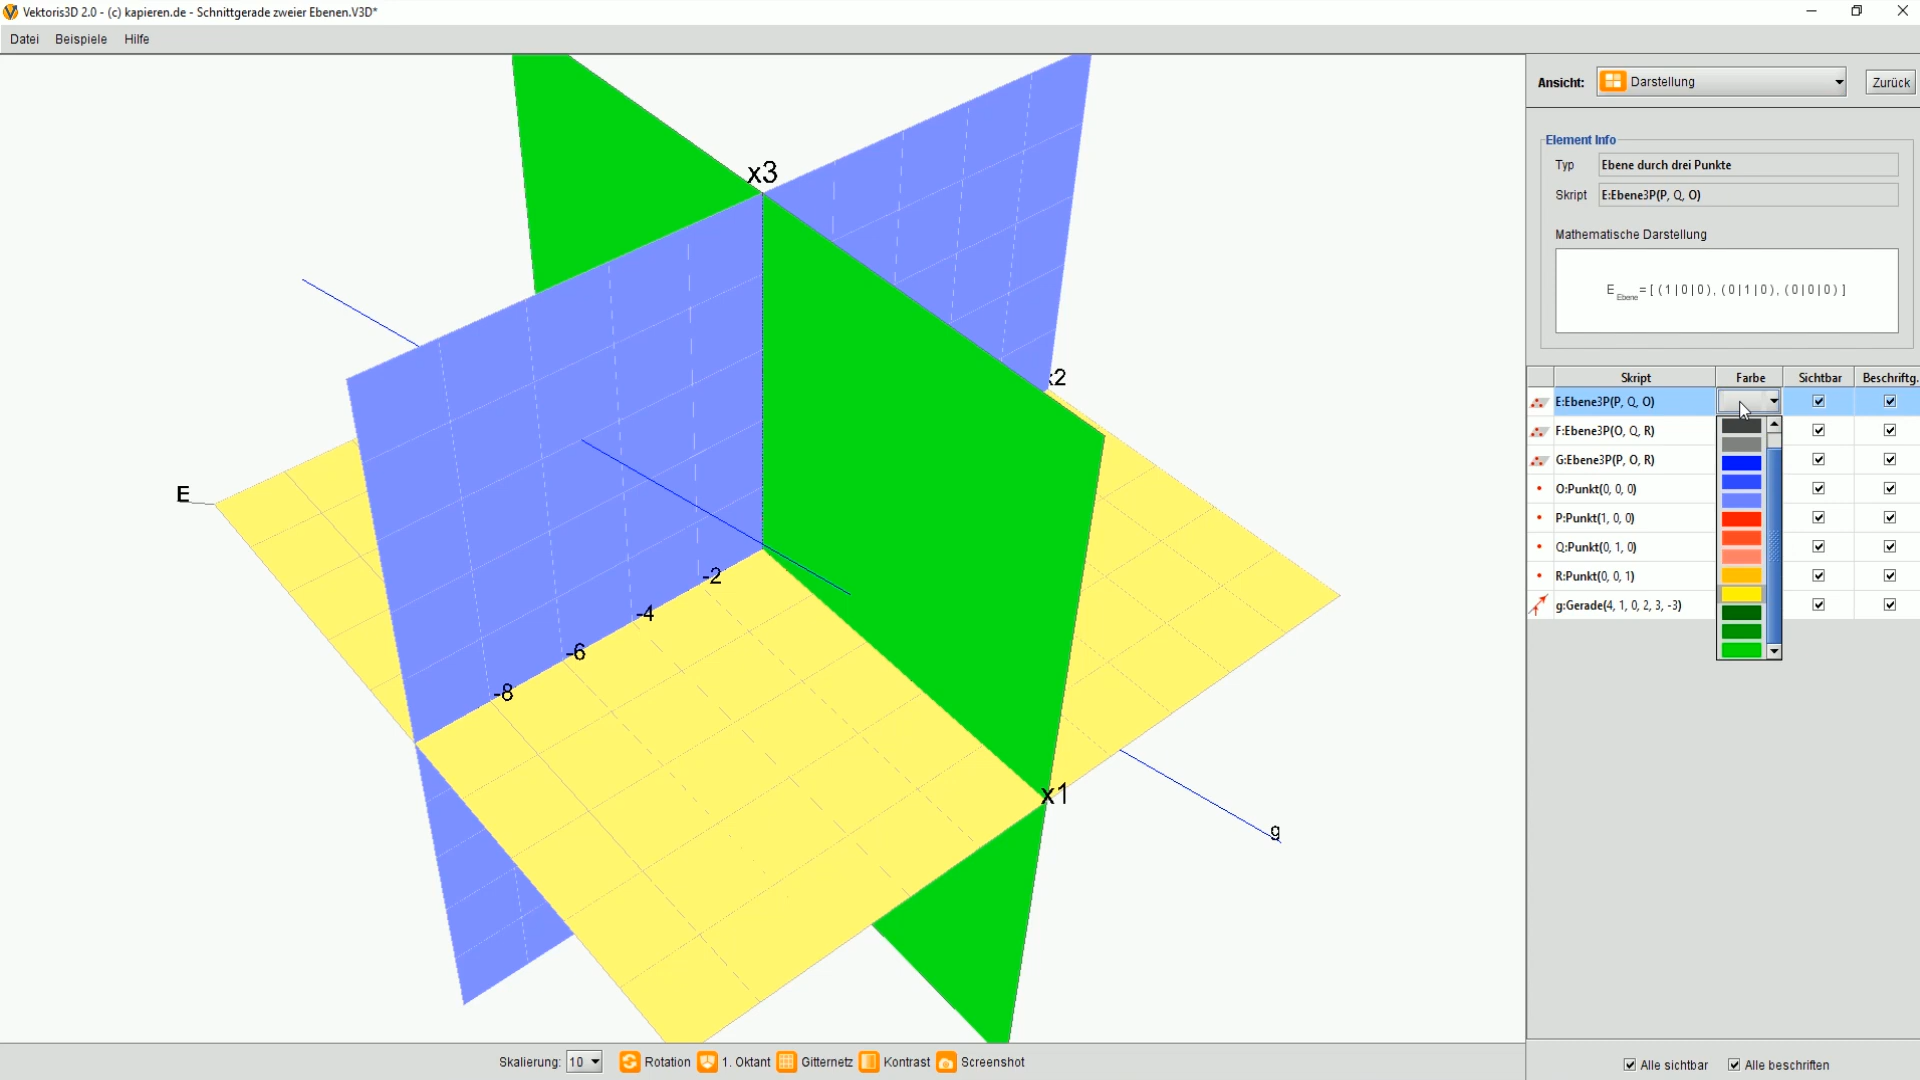 Vektoris3D 2.0 - (c) kapieren.de - Schnittgerade zweier Ebenen.V3D*
Datei Beispiele Hilfe
Ansicht: Darstellung Zurück
Element Info
Typ Ebene durch drei Punkte
Skript E:Ebene3P(P, Q, O)
Mathematische Darstellung
E Ebene =[(1|0|0),(0|1|0),(0|0|0)]
Skript Farbe Sichtbar Beschriftg.
E:Ebene3P(P, Q, O)
F:Ebene3P(O, Q, R)
G:Ebene3P(P, O, R)
O:Punkt(0, 0, 0)
P:Punkt(1, 0, 0)
Q:Punkt(0, 1, 0)
R:Punkt(0, 0, 1)
g:Gerade(4, 1, 0, 2, 3, -3)
x3
x2
E
-2
-4
-6
-8
x1
g
Skalierung: 10 Rotation 1. Oktant Gitternetz Kontrast Screenshot
Alle sichtbar Alle beschriften